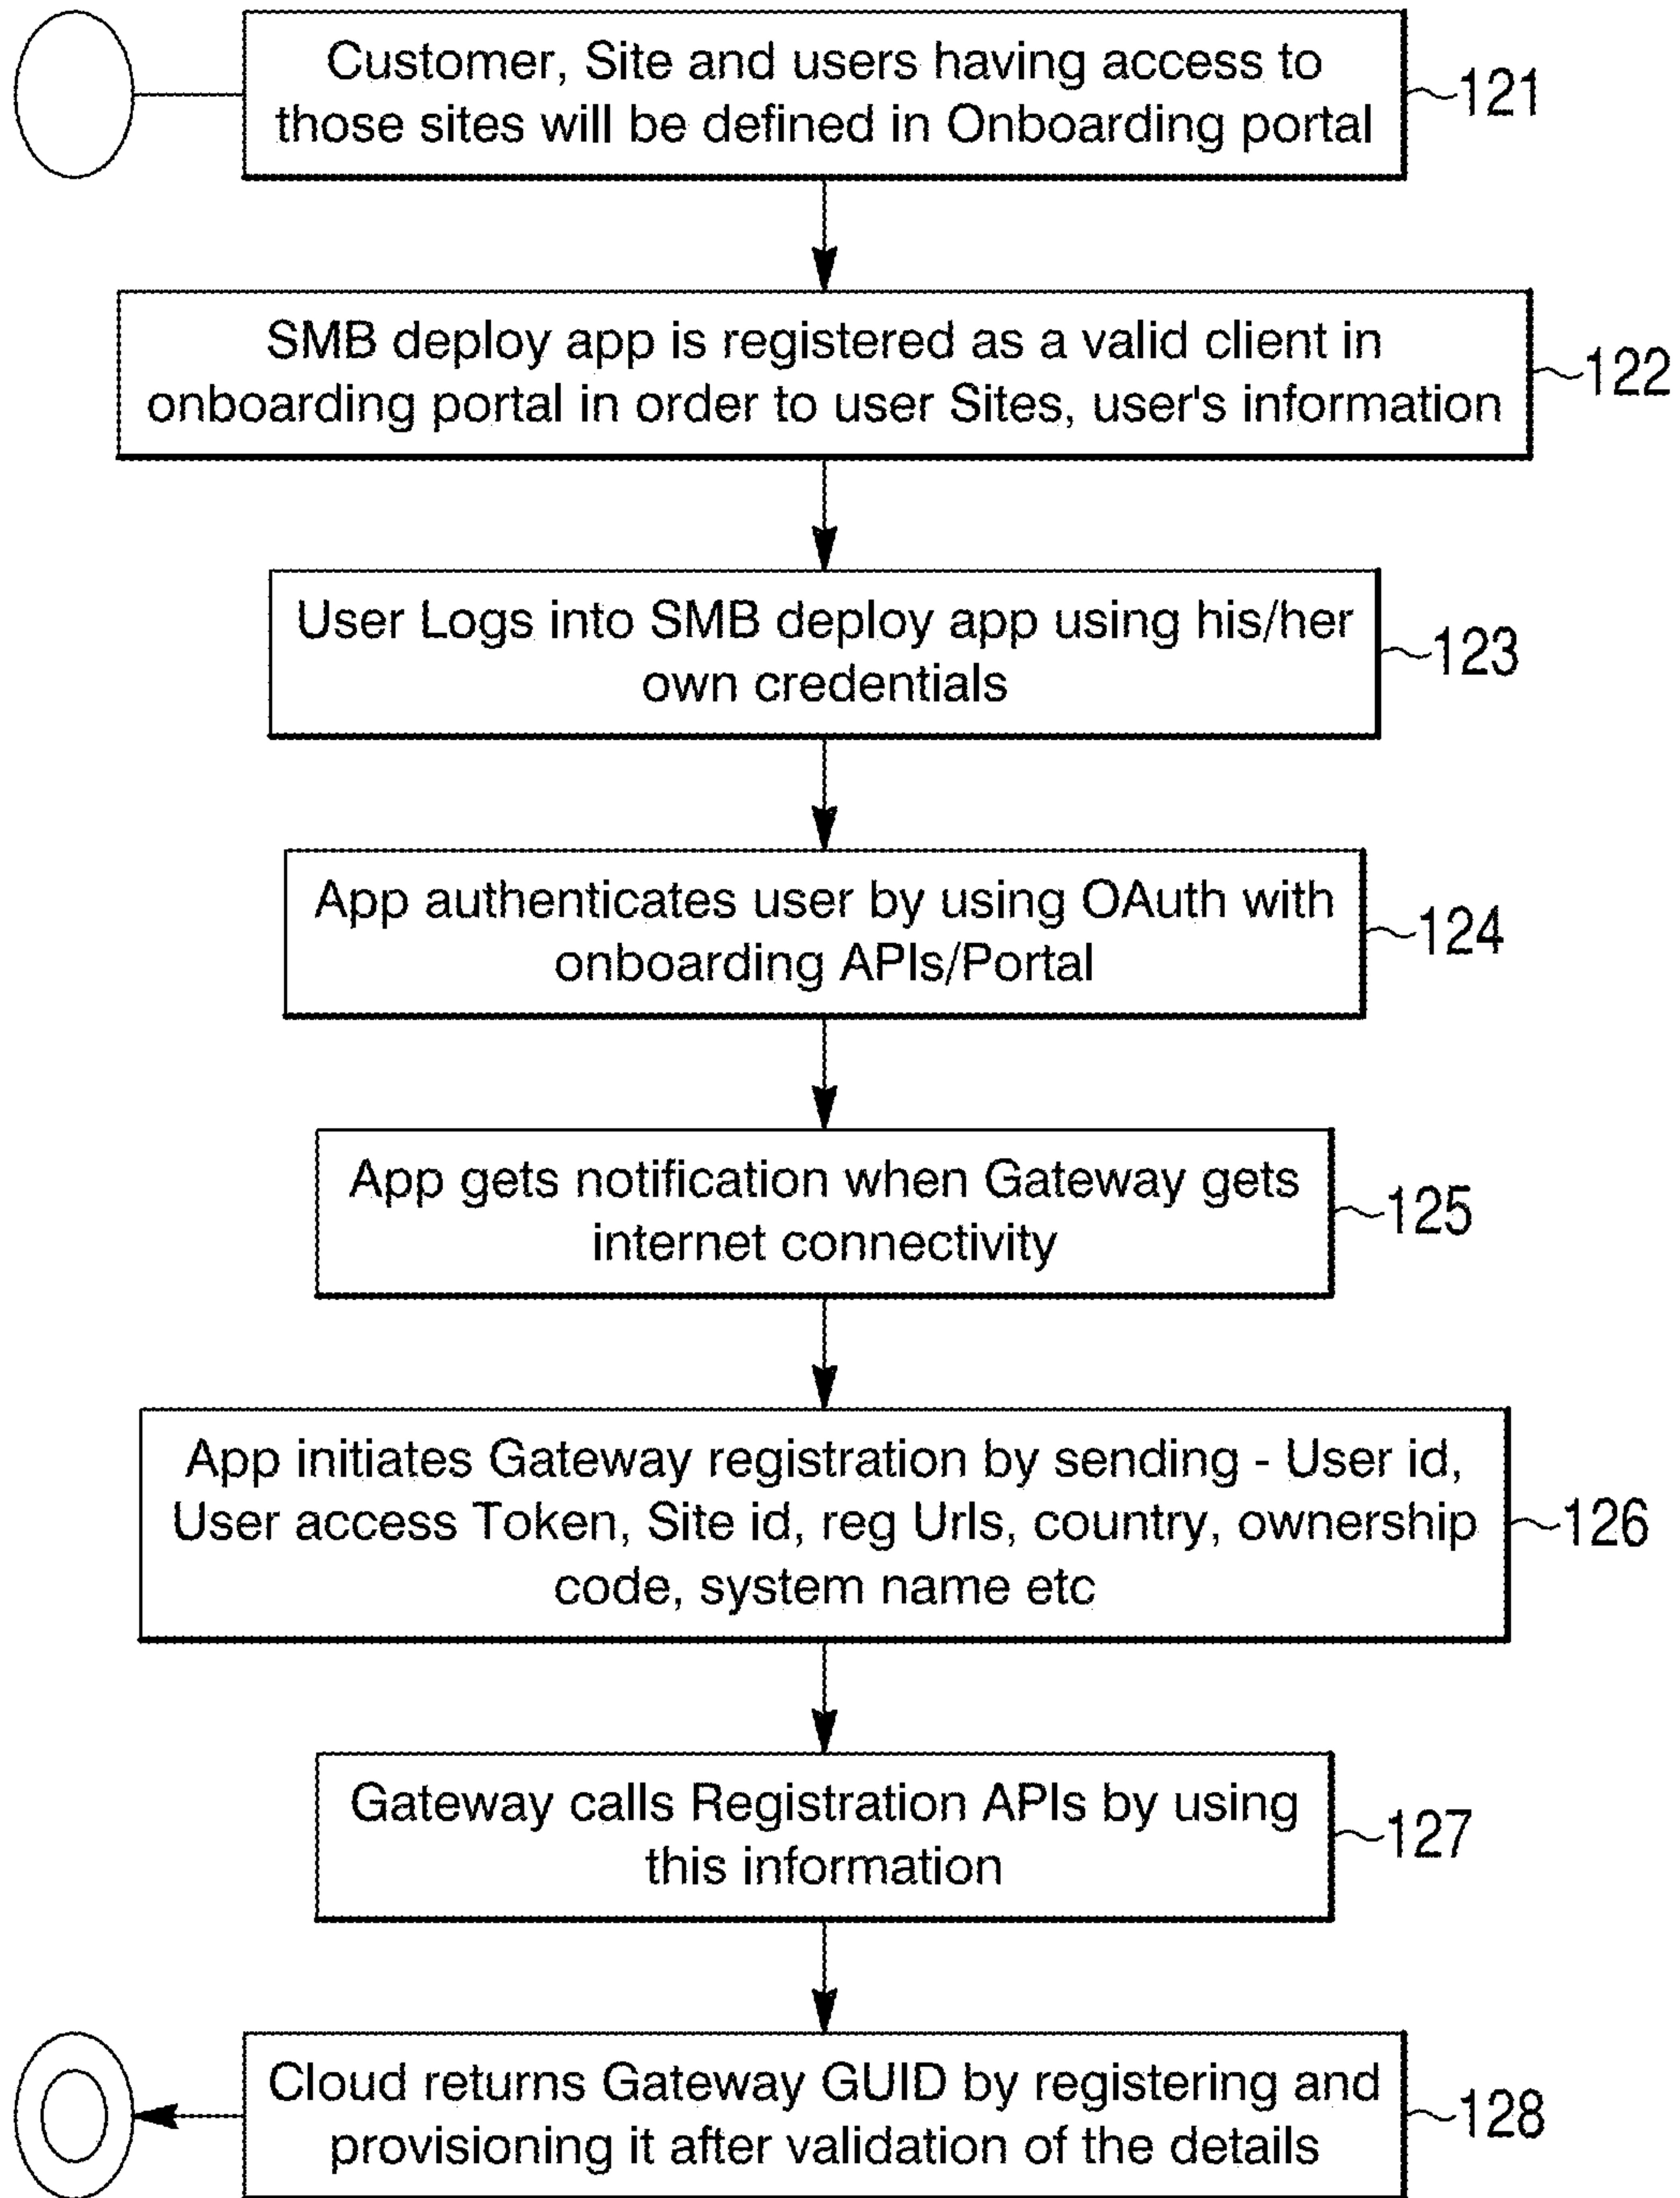 Customer, Site and users having access to
those sites will be defined in Onboarding portal
121
SMB deploy app is registered as a valid client in
onboarding portal in order to user Sites, user's information
122
User Logs into SMB deploy app using his/her
own credentials
123
App authenticates user by using OAuth with
onboarding APIs/Portal
124
App gets notification when Gateway gets
internet connectivity
125
App initiates Gateway registration by sending - User id,
User access Token, Site id, reg Urls, country, ownership
code, system name etc
126
Gateway calls Registration APIs by using
this information
127
Cloud returns Gateway GUID by registering and
provisioning it after validation of the details
128